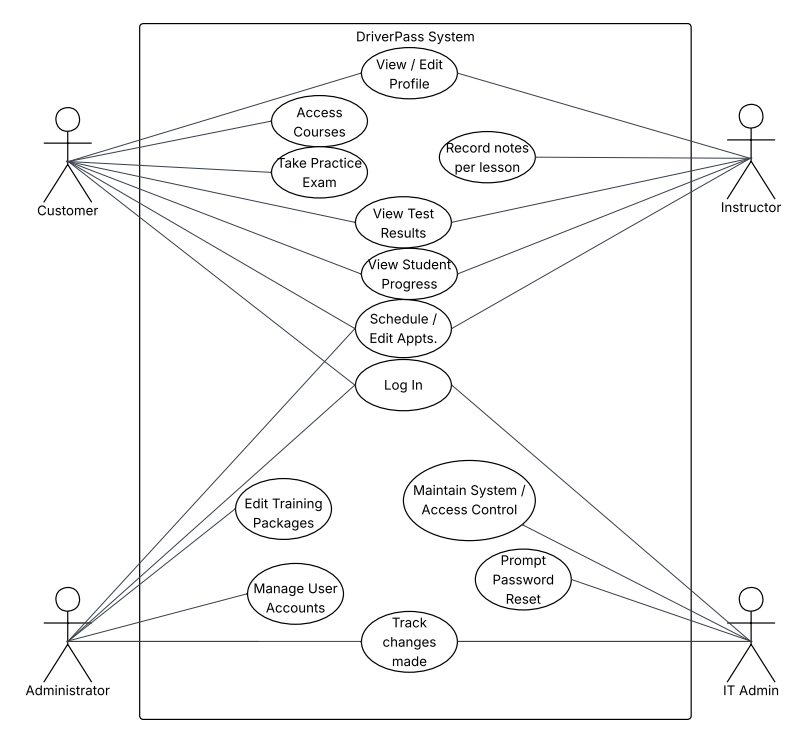 DriverPass System
View / Edit
Profile
Access
Courses
Take Practice
Exam
Record notes
per lesson
Customer
Instructor
View Test
Results
View Student
Progress
Schedule /
Edit Appts.
Log In
Edit Training
Packages
Maintain System /
Access Control
Prompt
Password
Reset
Manage User
Accounts
Track
changes
made
Administrator
IT Admin